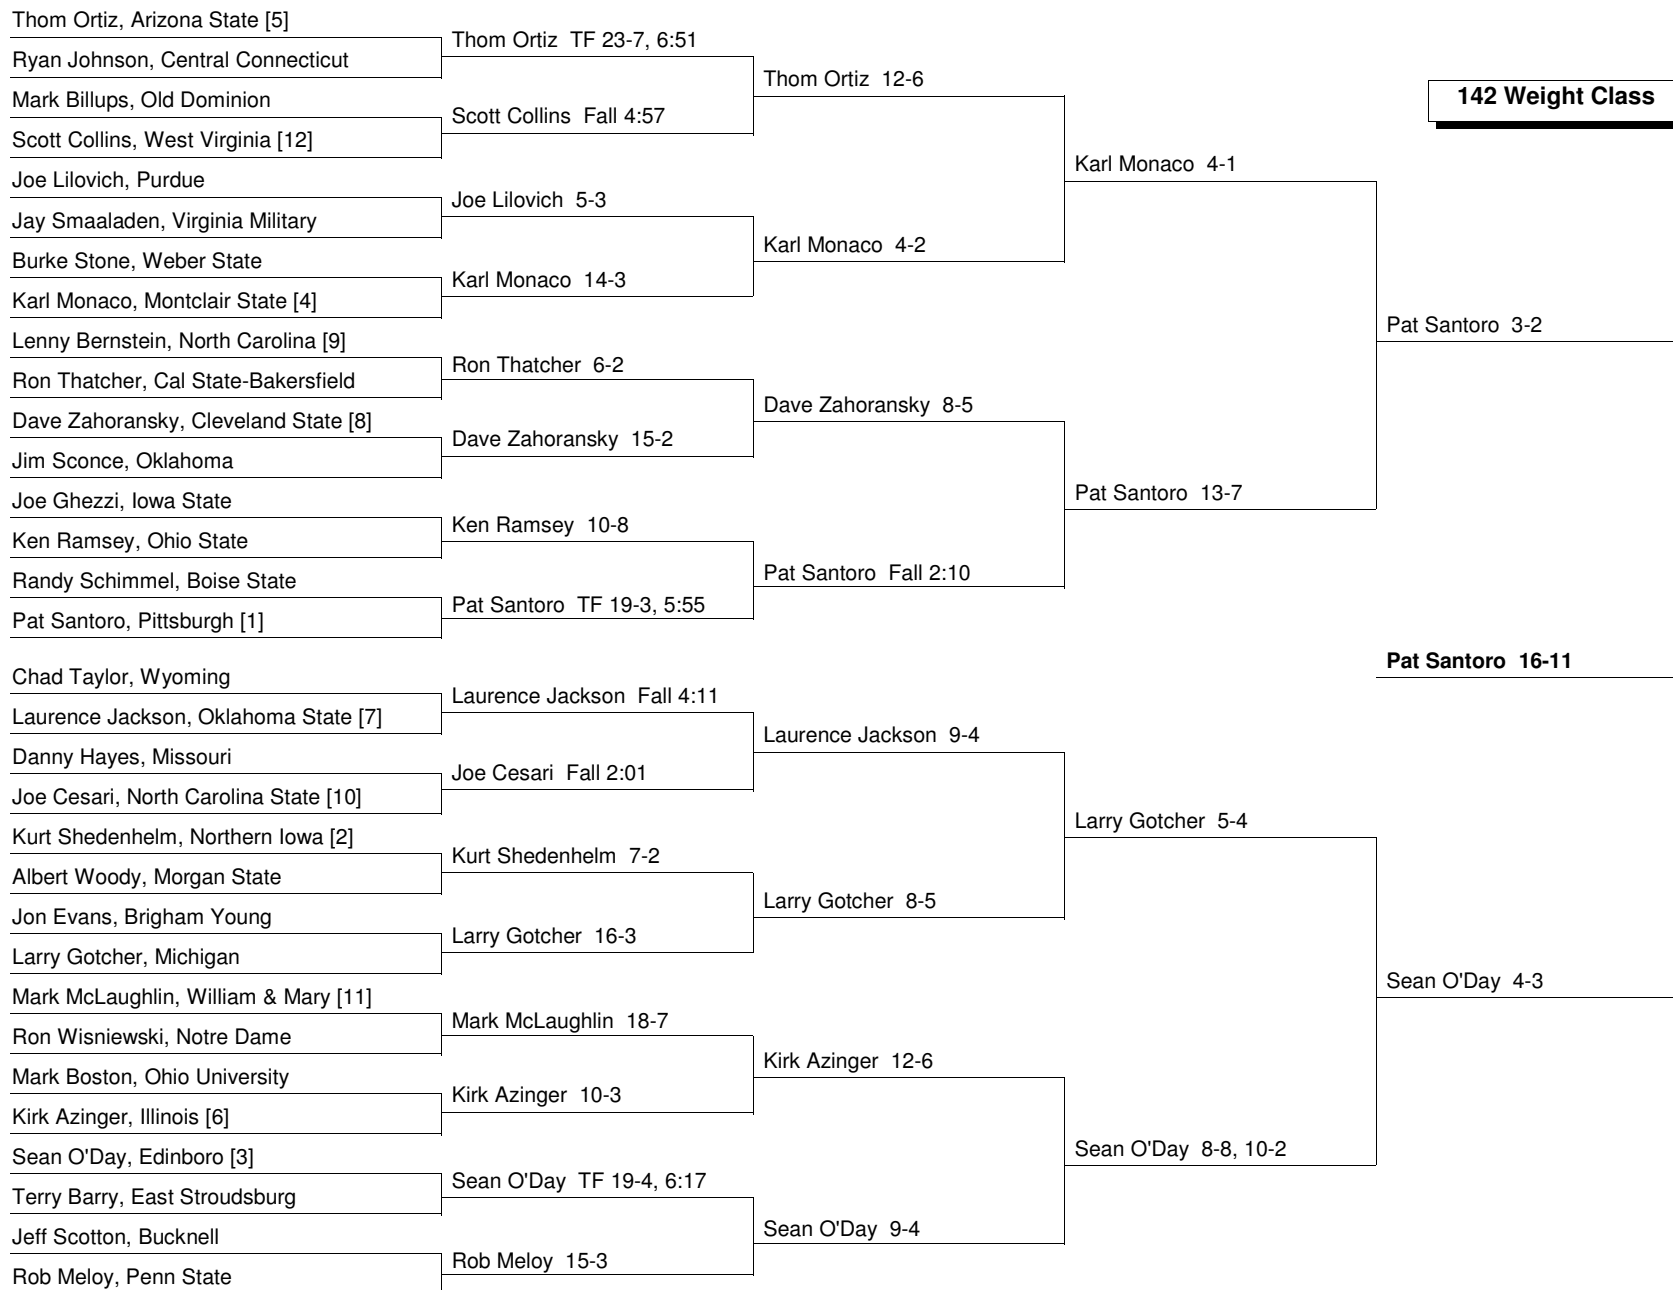 Thom Ortiz, Arizona State [5]
Ryan Johnson, Central Connecticut
Mark Billups, Old Dominion
Scott Collins, West Virginia [12]
Joe Lilovich, Purdue
Jay Smaaladen, Virginia Military
Burke Stone, Weber State
Karl Monaco, Montclair State [4]
Lenny Bernstein, North Carolina [9]
Ron Thatcher, Cal State-Bakersfield
Dave Zahoransky, Cleveland State [8]
Jim Sconce, Oklahoma
Joe Ghezzi, Iowa State
Ken Ramsey, Ohio State
Randy Schimmel, Boise State
Pat Santoro, Pittsburgh [1]
Chad Taylor, Wyoming
Laurence Jackson, Oklahoma State [7]
Danny Hayes, Missouri
Joe Cesari, North Carolina State [10]
Kurt Shedenhelm, Northern Iowa [2]
Albert Woody, Morgan State
Jon Evans, Brigham Young
Larry Gotcher, Michigan
Mark McLaughlin, William & Mary [11]
Ron Wisniewski, Notre Dame
Mark Boston, Ohio University
Kirk Azinger, Illinois [6]
Sean O'Day, Edinboro [3]
Terry Barry, East Stroudsburg
Jeff Scotton, Bucknell
Rob Meloy, Penn State
Thom Ortiz TF 23-7, 6:51
Scott Collins Fall 4:57
Joe Lilovich 5-3
Karl Monaco 14-3
Ron Thatcher 6-2
Dave Zahoransky 15-2
Ken Ramsey 10-8
Pat Santoro TF 19-3, 5:55
Laurence Jackson Fall 4:11
Joe Cesari Fall 2:01
Kurt Shedenhelm 7-2
Larry Gotcher 16-3
Mark McLaughlin 18-7
Kirk Azinger 10-3
Sean O'Day TF 19-4, 6:17
Rob Meloy 15-3
Thom Ortiz 12-6
Karl Monaco 4-2
Dave Zahoransky 8-5
Pat Santoro Fall 2:10
Laurence Jackson 9-4
Larry Gotcher 8-5
Kirk Azinger 12-6
Sean O'Day 9-4
Karl Monaco 4-1
Pat Santoro 13-7
Larry Gotcher 5-4
Sean O'Day 8-8, 10-2
142 Weight Class
Pat Santoro 3-2
Pat Santoro 16-11
Sean O'Day 4-3